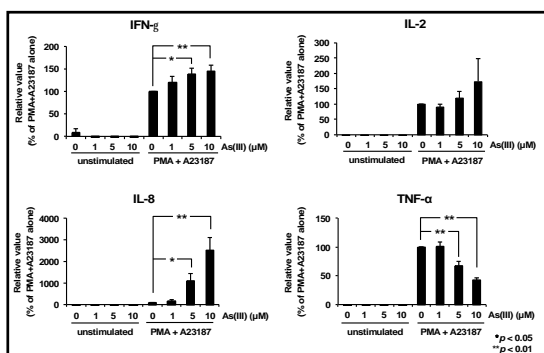 IFN-g
Relative value
(% of PMA+A23187 alone)
200
150
100
50
0
**
*
0 1 5 10 0 1 5 10 As(III) (μM)
unstimulated PMA + A23187
IL-2
Relative value
(% of PMA+A23187 alone)
300
250
200
150
100
50
0
0 1 5 10 0 1 5 10 As(III) (μM)
unstimulated PMA + A23187
IL-8
Relative value
(% of PMA+A23187 alone)
4000
3000
2000
1000
0
**
*
0 1 5 10 0 1 5 10 As(III) (μM)
unstimulated PMA + A23187
TNF-α
Relative value
(% of PMA+A23187 alone)
150
100
50
0
**
**
0 1 5 10 0 1 5 10 As(III) (μM)
unstimulated PMA + A23187
*p < 0.05
**p < 0.01